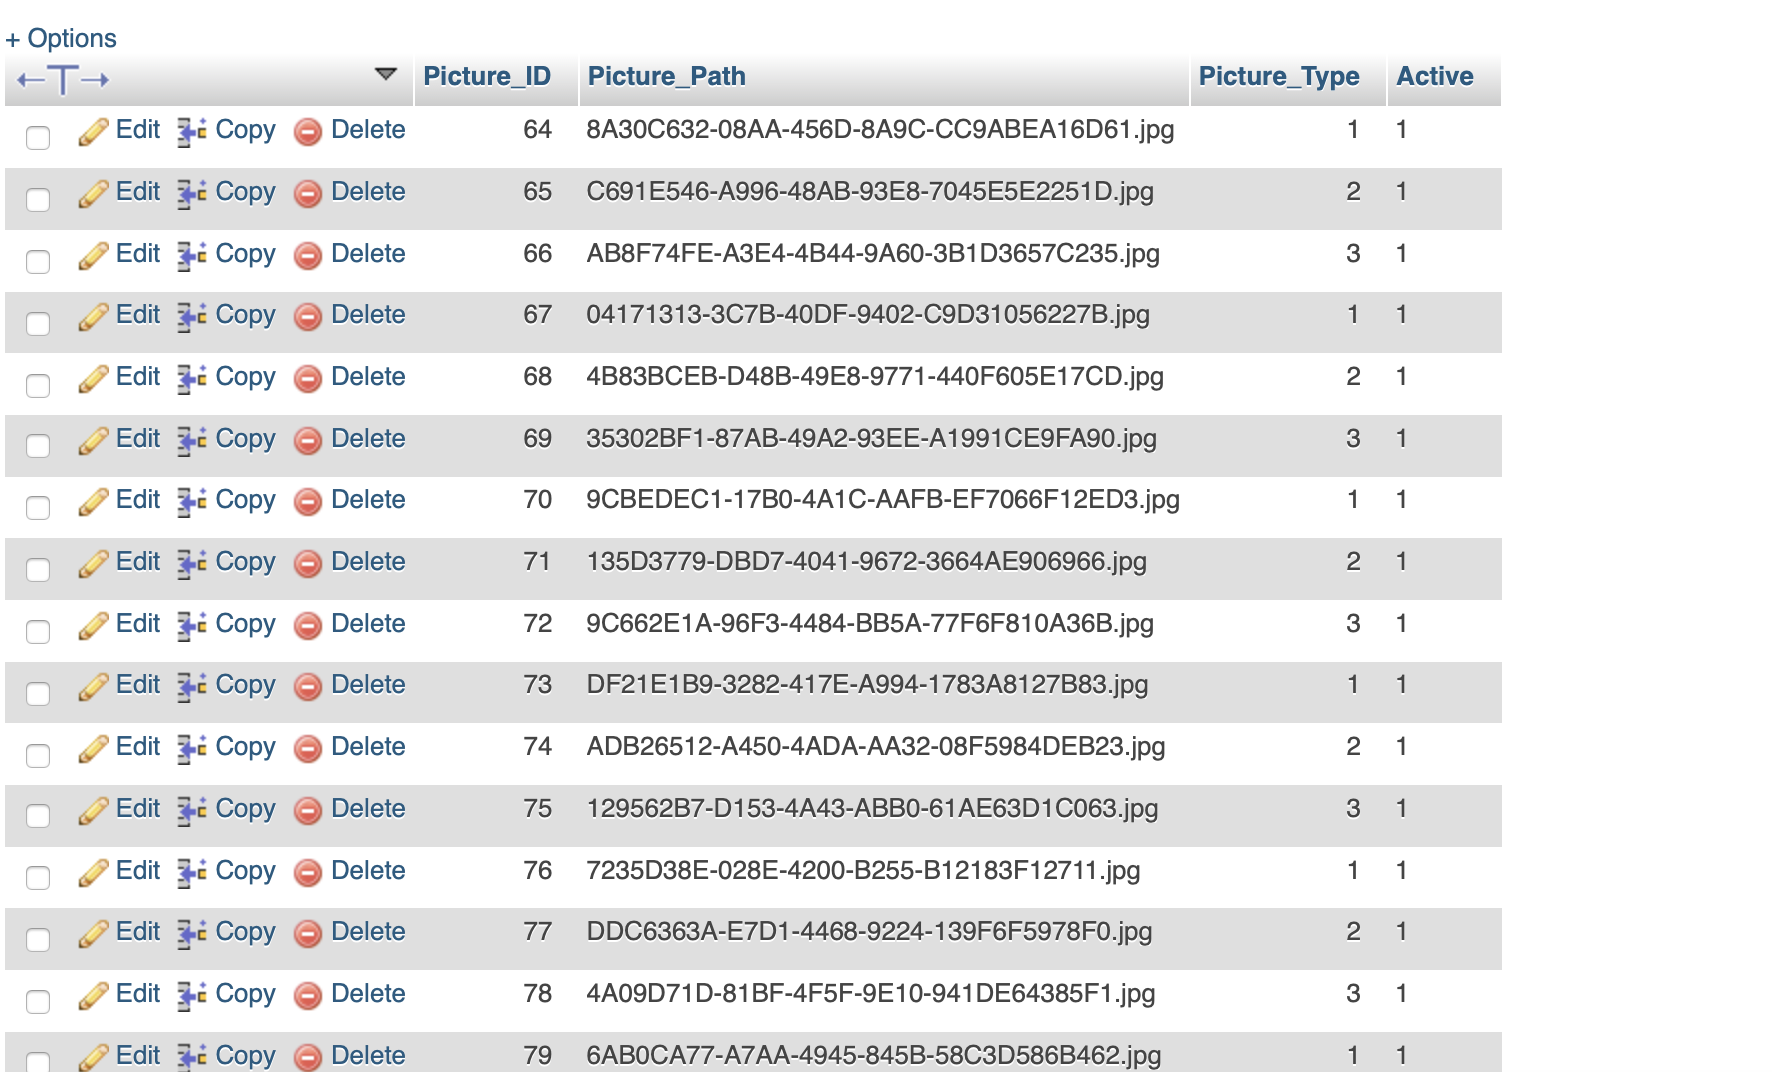 + Options
←T→ Picture_ID Picture_Path Picture_Type Active
Edit Copy Delete 64 8A30C632-08AA-456D-8A9C-CC9ABEA16D61.jpg 1 1
Edit Copy Delete 65 C691E546-A996-48AB-93E8-7045E5E2251D.jpg 2 1
Edit Copy Delete 66 AB8F74FE-A3E4-4B44-9A60-3B1D3657C235.jpg 3 1
Edit Copy Delete 67 04171313-3C7B-40DF-9402-C9D31056227B.jpg 1 1
Edit Copy Delete 68 4B83BCEB-D48B-49E8-9771-440F605E17CD.jpg 2 1
Edit Copy Delete 69 35302BF1-87AB-49A2-93EE-A1991CE9FA90.jpg 3 1
Edit Copy Delete 70 9CBEDEC1-17B0-4A1C-AAFB-EF7066F12ED3.jpg 1 1
Edit Copy Delete 71 135D3779-DBD7-4041-9672-3664AE906966.jpg 2 1
Edit Copy Delete 72 9C662E1A-96F3-4484-BB5A-77F6F810A36B.jpg 3 1
Edit Copy Delete 73 DF21E1B9-3282-417E-A994-1783A8127B83.jpg 1 1
Edit Copy Delete 74 ADB26512-A450-4ADA-AA32-08F5984DEB23.jpg 2 1
Edit Copy Delete 75 129562B7-D153-4A43-ABB0-61AE63D1C063.jpg 3 1
Edit Copy Delete 76 7235D38E-028E-4200-B255-B12183F12711.jpg 1 1
Edit Copy Delete 77 DDC6363A-E7D1-4468-9224-139F6F5978F0.jpg 2 1
Edit Copy Delete 78 4A09D71D-81BF-4F5F-9E10-941DE64385F1.jpg 3 1
Edit Copy Delete 79 6AB0CA77-A7AA-4945-845B-58C3D586B462.jpg 1 1